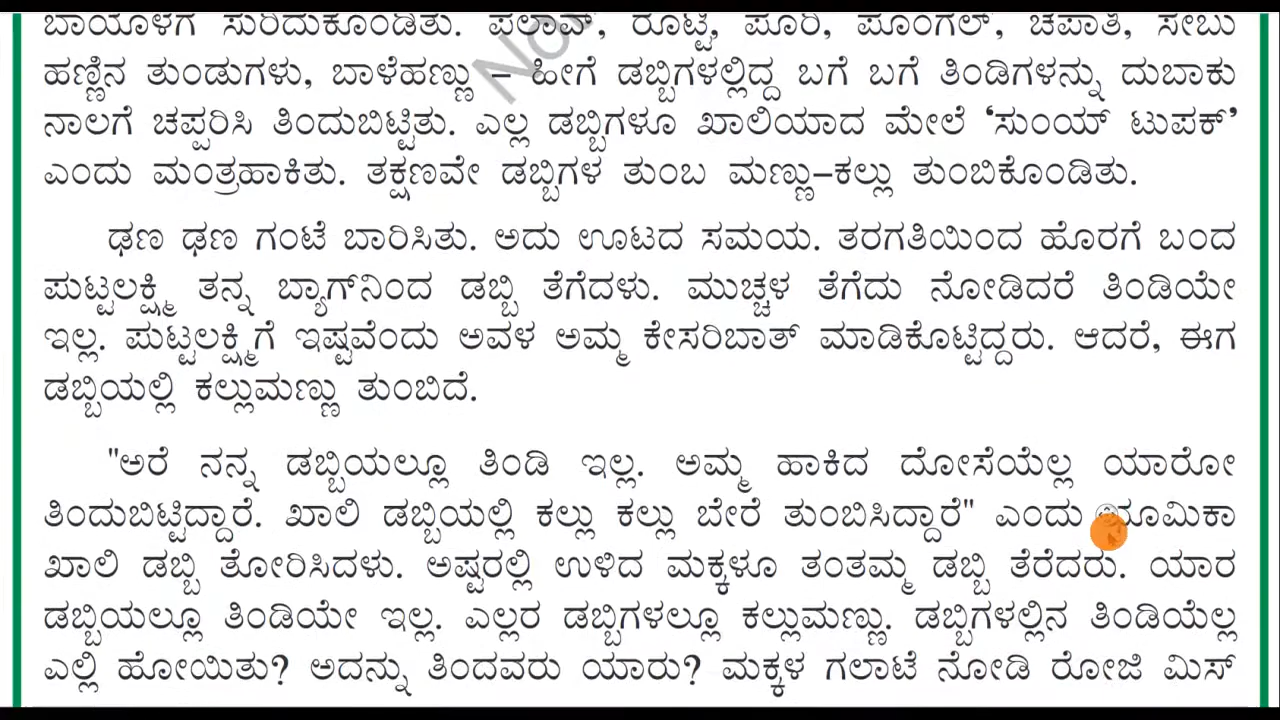 ಬಾಯೊಳಗೆ ಸುರಿದುಕೊಂಡಿತು. ಪಲಾವ್, ರೊಟ್ಟಿ, ಪೂರಿ, ಪೊಂಗಲ್, ಚಪಾತಿ, ಸೇಬು
ಹಣ್ಣಿನ ತುಂಡುಗಳು, ಬಾಳೆಹಣ್ಣು – ಹೀಗೆ ಡಬ್ಬಿಗಳಲ್ಲಿದ್ದ ಬಗೆ ಬಗೆ ತಿಂಡಿಗಳನ್ನು ದುಬಾಕು
ನಾಲಗೆ ಚಪ್ಪರಿಸಿ ತಿಂದುಬಿಟ್ಟಿತು. ಎಲ್ಲ ಡಬ್ಬಿಗಳೂ ಖಾಲಿಯಾದ ಮೇಲೆ ‘ಸುಂಯ್ ಟುಪಕ್’
ಎಂದು ಮಂತ್ರಹಾಕಿತು. ತಕ್ಷಣವೇ ಡಬ್ಬಿಗಳ ತುಂಬ ಮಣ್ಣು–ಕಲ್ಲು ತುಂಬಿಕೊಂಡಿತು.
ಢಣ ಢಣ ಗಂಟೆ ಬಾರಿಸಿತು. ಅದು ಊಟದ ಸಮಯ. ತರಗತಿಯಿಂದ ಹೊರಗೆ ಬಂದ
ಪುಟ್ಟಲಕ್ಷ್ಮಿ ತನ್ನ ಬ್ಯಾಗ್‌ನಿಂದ ಡಬ್ಬಿ ತೆಗೆದಳು. ಮುಚ್ಚಳ ತೆಗೆದು ನೋಡಿದರೆ ತಿಂಡಿಯೇ
ಇಲ್ಲ. ಪುಟ್ಟಲಕ್ಷ್ಮಿಗೆ ಇಷ್ಟವೆಂದು ಅವಳ ಅಮ್ಮ ಕೇಸರಿಬಾತ್ ಮಾಡಿಕೊಟ್ಟಿದ್ದರು. ಆದರೆ, ಈಗ
ಡಬ್ಬಿಯಲ್ಲಿ ಕಲ್ಲುಮಣ್ಣು ತುಂಬಿದೆ.
"ಅರೆ ನನ್ನ ಡಬ್ಬಿಯಲ್ಲೂ ತಿಂಡಿ ಇಲ್ಲ. ಅಮ್ಮ ಹಾಕಿದ ದೋಸೆಯೆಲ್ಲ ಯಾರೋ
ತಿಂದುಬಿಟ್ಟಿದ್ದಾರೆ. ಖಾಲಿ ಡಬ್ಬಿಯಲ್ಲಿ ಕಲ್ಲು ಕಲ್ಲು ಬೇರೆ ತುಂಬಿಸಿದ್ದಾರೆ" ಎಂದು
ಖಾಲಿ ಡಬ್ಬಿ ತೋರಿಸಿದಳು. ಅಷ್ಟರಲ್ಲಿ ಉಳಿದ ಮಕ್ಕಳೂ ತಂತಮ್ಮ ಡಬ್ಬಿ ತೆರೆದರು. ಯಾರ
ಡಬ್ಬಿಯಲ್ಲೂ ತಿಂಡಿಯೇ ಇಲ್ಲ. ಎಲ್ಲರ ಡಬ್ಬಿಗಳಲ್ಲೂ ಕಲ್ಲುಮಣ್ಣು. ಡಬ್ಬಿಗಳಲ್ಲಿನ ತಿಂಡಿಯೆಲ್ಲ
ಎಲ್ಲಿ ಹೋಯಿತು? ಅದನ್ನು ತಿಂದವರು ಯಾರು? ಮಕ್ಕಳ ಗಲಾಟೆ ನೋಡಿ ರೋಜಿ ಮಿಸ್